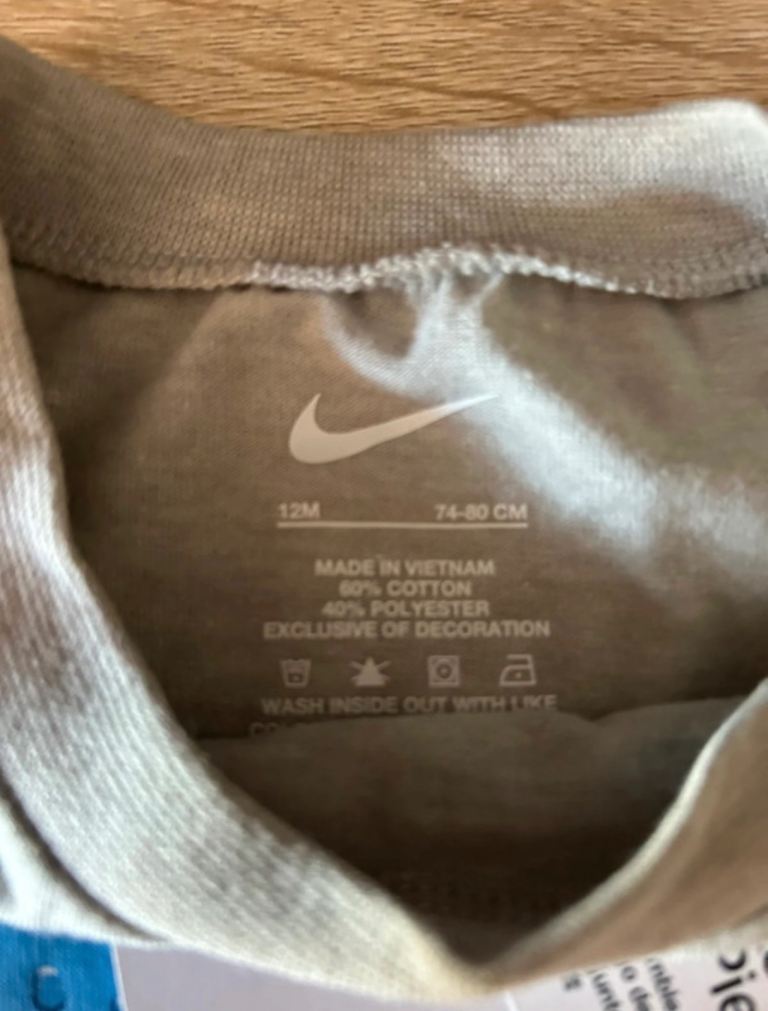 12M 74-80 CM
MADE IN VIETNAM
60% COTTON
40% POLYESTER
EXCLUSIVE OF DECORATION
WASH INSIDE OUT WITH LIKE